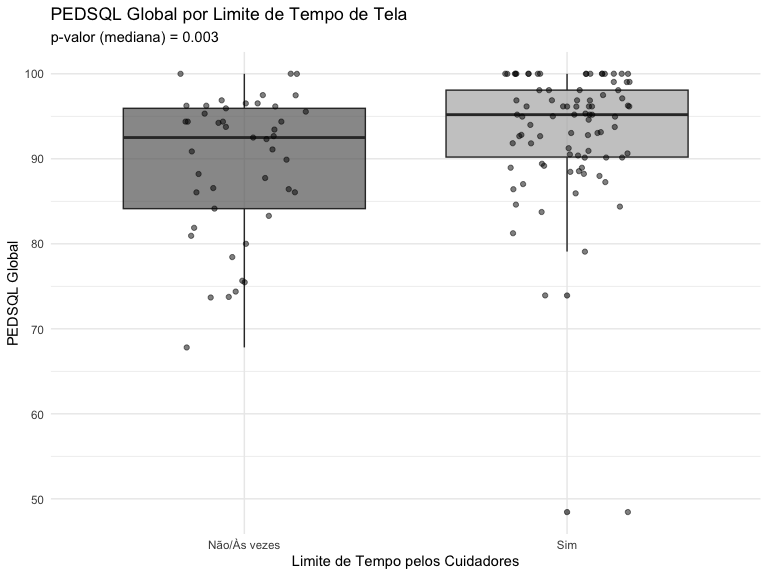 PEDSQL Global por Limite de Tempo de Tela
p-valor (mediana) = 0.003
PEDSQL Global
100
90
80
70
60
50
Não/Às vezes
Sim
Limite de Tempo pelos Cuidadores